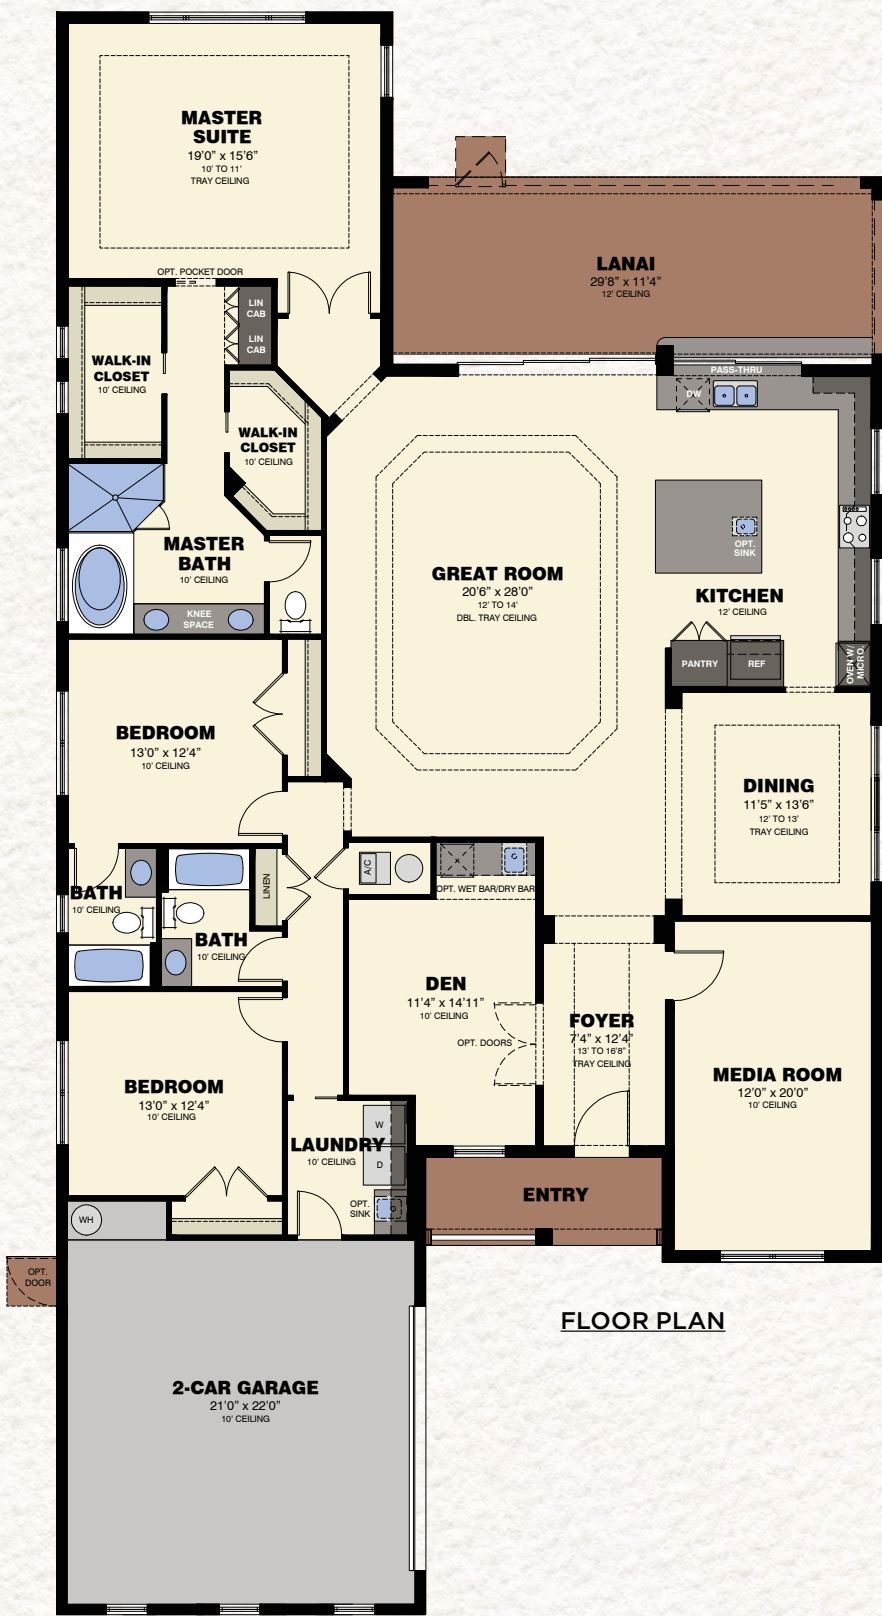 MASTER
SUITE
19'0" x 15'6"
10' TO 11'
TRAY CEILING
LANAI
29'8" x 11'4"
12' CEILING
OPT. POCKET DOOR
LIN
CAB
LIN
CAB
WALK-IN
CLOSET
10' CEILING
WALK-IN
CLOSET
10' CEILING
PASS-THRU
DW
OPT.
SINK
KITCHEN
12' CEILING
MASTER
BATH
10' CEILING
KNEE
SPACE
GREAT ROOM
20'6" x 28'0"
12' TO 14'
DBL. TRAY CEILING
PANTRY
REF
OVEN W/
MICRO.
BEDROOM
13'0" x 12'4"
10' CEILING
DINING
11'5" x 13'6"
12' TO 13'
TRAY CEILING
BATH
10' CEILING
LINEN
A/C
OPT. WET BAR/DRY BAR
BATH
10' CEILING
DEN
11'4" x 14'11"
10' CEILING
OPT. DOORS
FOYER
7'4" x 12'4"
13' TO 16'8"
TRAY CEILING
MEDIA ROOM
12'0" x 20'0"
10' CEILING
BEDROOM
13'0" x 12'4"
10' CEILING
W
LAUNDRY
10' CEILING
D
OPT.
SINK
ENTRY
WH
OPT.
DOOR
FLOOR PLAN
2-CAR GARAGE
21'0" x 22'0"
10' CEILING